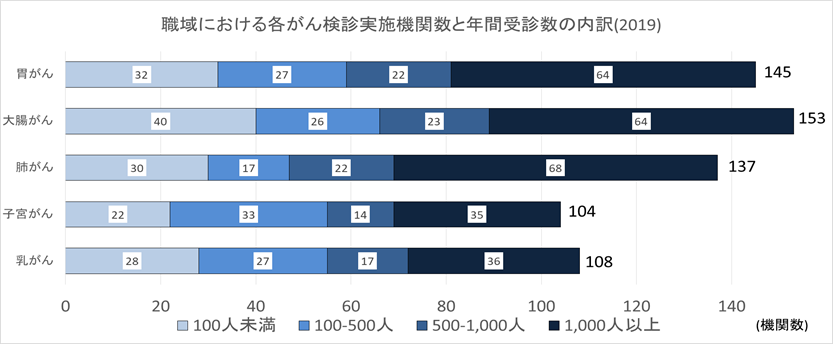 職域における各がん検診実施機関数と年間受診数の内訳(2019)
胃がん 32 27 22 64 145
大腸がん 40 26 23 64 153
肺がん 30 17 22 68 137
子宮がん 22 33 14 35 104
乳がん 28 27 17 36 108
0 20 40 60 80 100 120 140
100人未満 100-500人 500-1,000人 1,000人以上 (機関数)